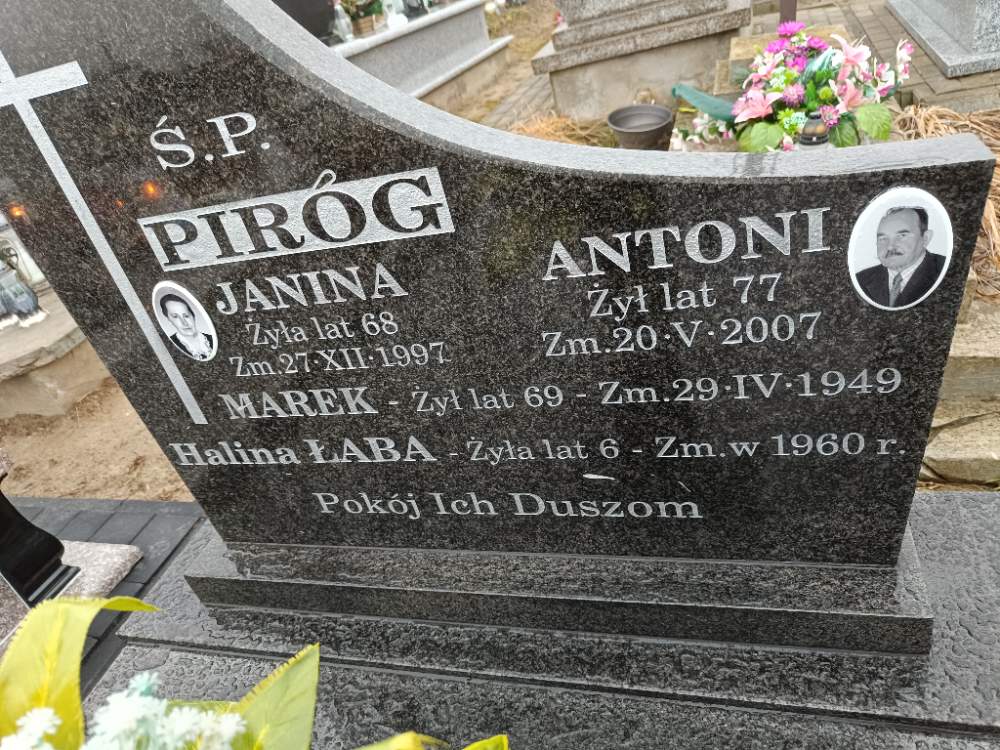 Ś.P.
PIRÓG
JANINA
Żyła lat 68
Zm.27·XII·1997
ANTONI
Żył lat 77
Zm.20·V·2007
MAREK - Żył lat 69 - Zm.29·IV·1949
Halina ŁABA - Żyła lat 6 - Zm.w 1960 r.
Pokój Ich Duszom